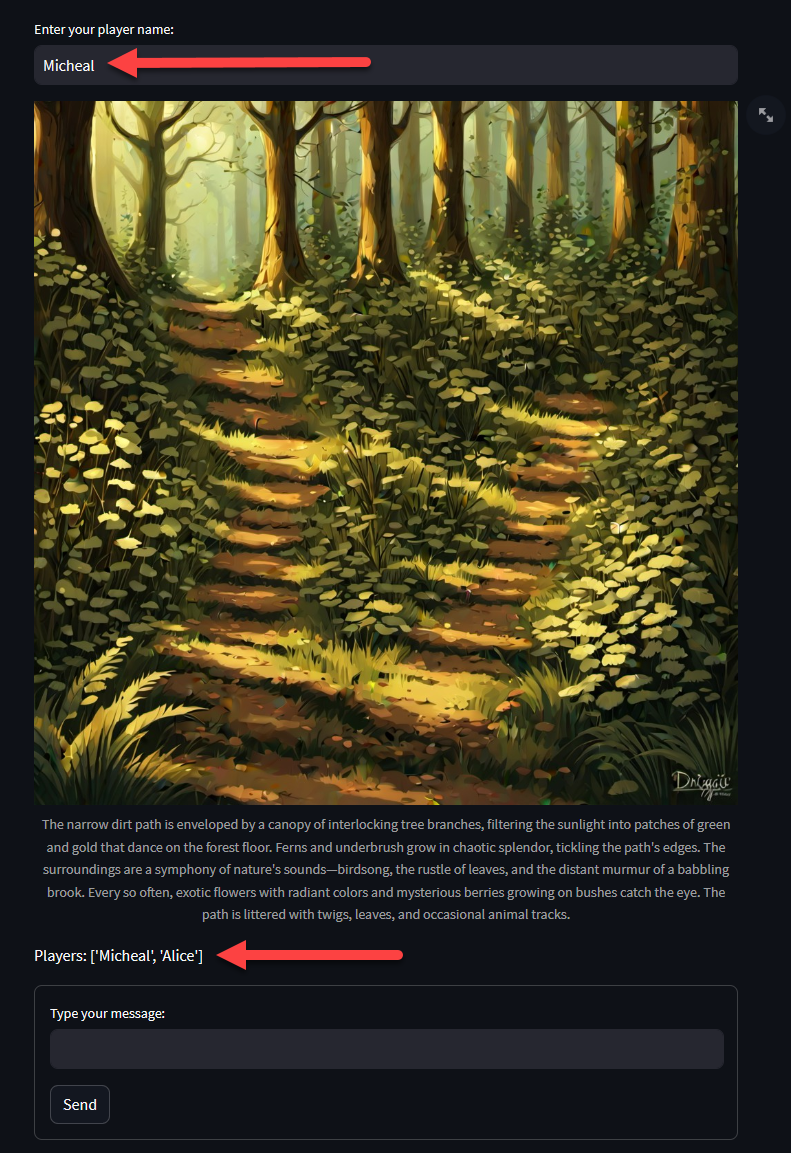 Enter your player name:
Micheal
The narrow dirt path is enveloped by a canopy of interlocking tree branches, filtering the sunlight into patches of green
and gold that dance on the forest floor. Ferns and underbrush grow in chaotic splendor, tickling the path's edges. The
surroundings are a symphony of nature's sounds—birdsong, the rustle of leaves, and the distant murmur of a babbling
brook. Every so often, exotic flowers with radiant colors and mysterious berries growing on bushes catch the eye. The
path is littered with twigs, leaves, and occasional animal tracks.
Players: ['Micheal', 'Alice']
Type your message:
Send